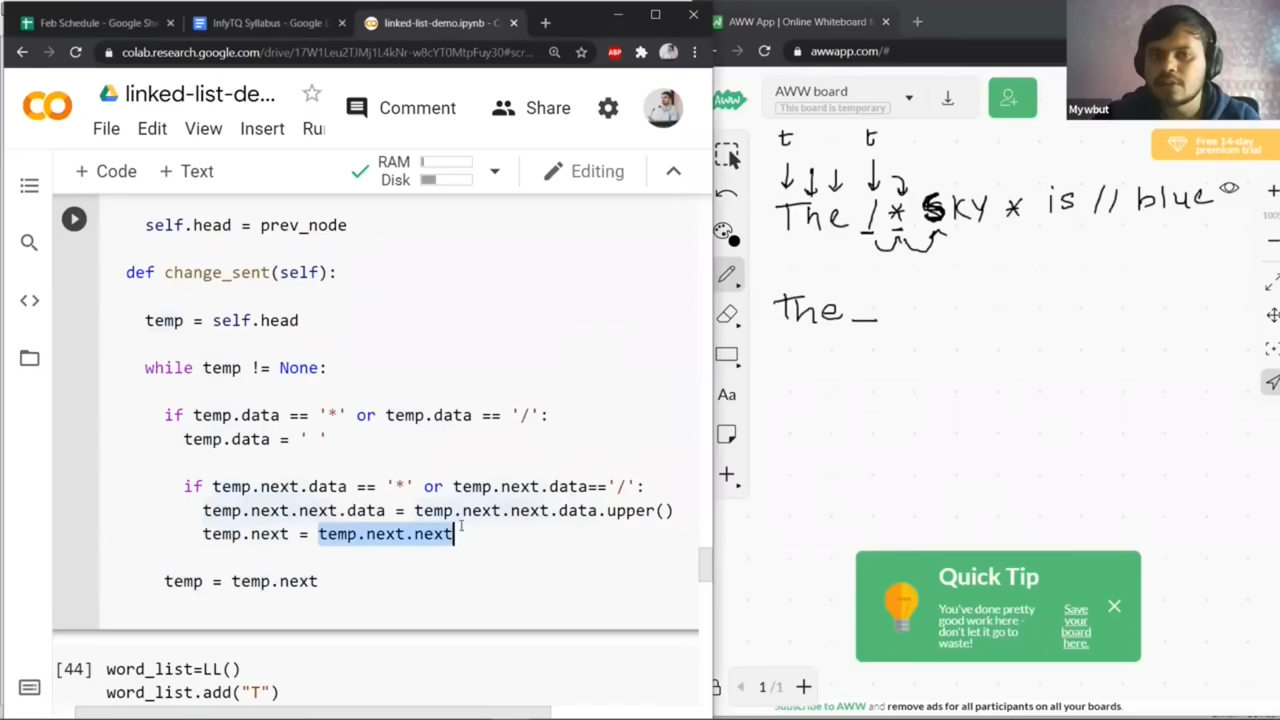 Feb Schedule - Google She
InfyTQ Syllabus - Google D
linked-list-demo.ipynb - C
AWW App | Online Whiteboard
colab.research.google.com/drive/17W1Leu2TJMj1L4kNr-w8cYT0MtpFuy30#scr...
ABP
awwapp.com/#
CO
linked-list-de...
Comment
Share
File Edit View Insert Ru
+ Code + Text
RAM
Disk
Editing
self.head = prev_node
def change_sent(self):
temp = self.head
while temp != None:
if temp.data == '*' or temp.data == '/':
temp.data = ' '
if temp.next.data == '*' or temp.next.data=='/':
temp.next.next.data = temp.next.next.data.upper()
temp.next = temp.next.next
temp = temp.next
[44] word_list=LL()
word_list.add("T")
AWW
AWW board
This board is temporary
Mywbut
Free 14-day
premium trial
t t
The / * Sky * is // blue
The _
Aa
100%
Quick Tip
You've done pretty
good work here -
don't let it go to
waste!
Save
your
board
here.
1/1
Subscribe to AWW and remove ads for all participants on all your boards.